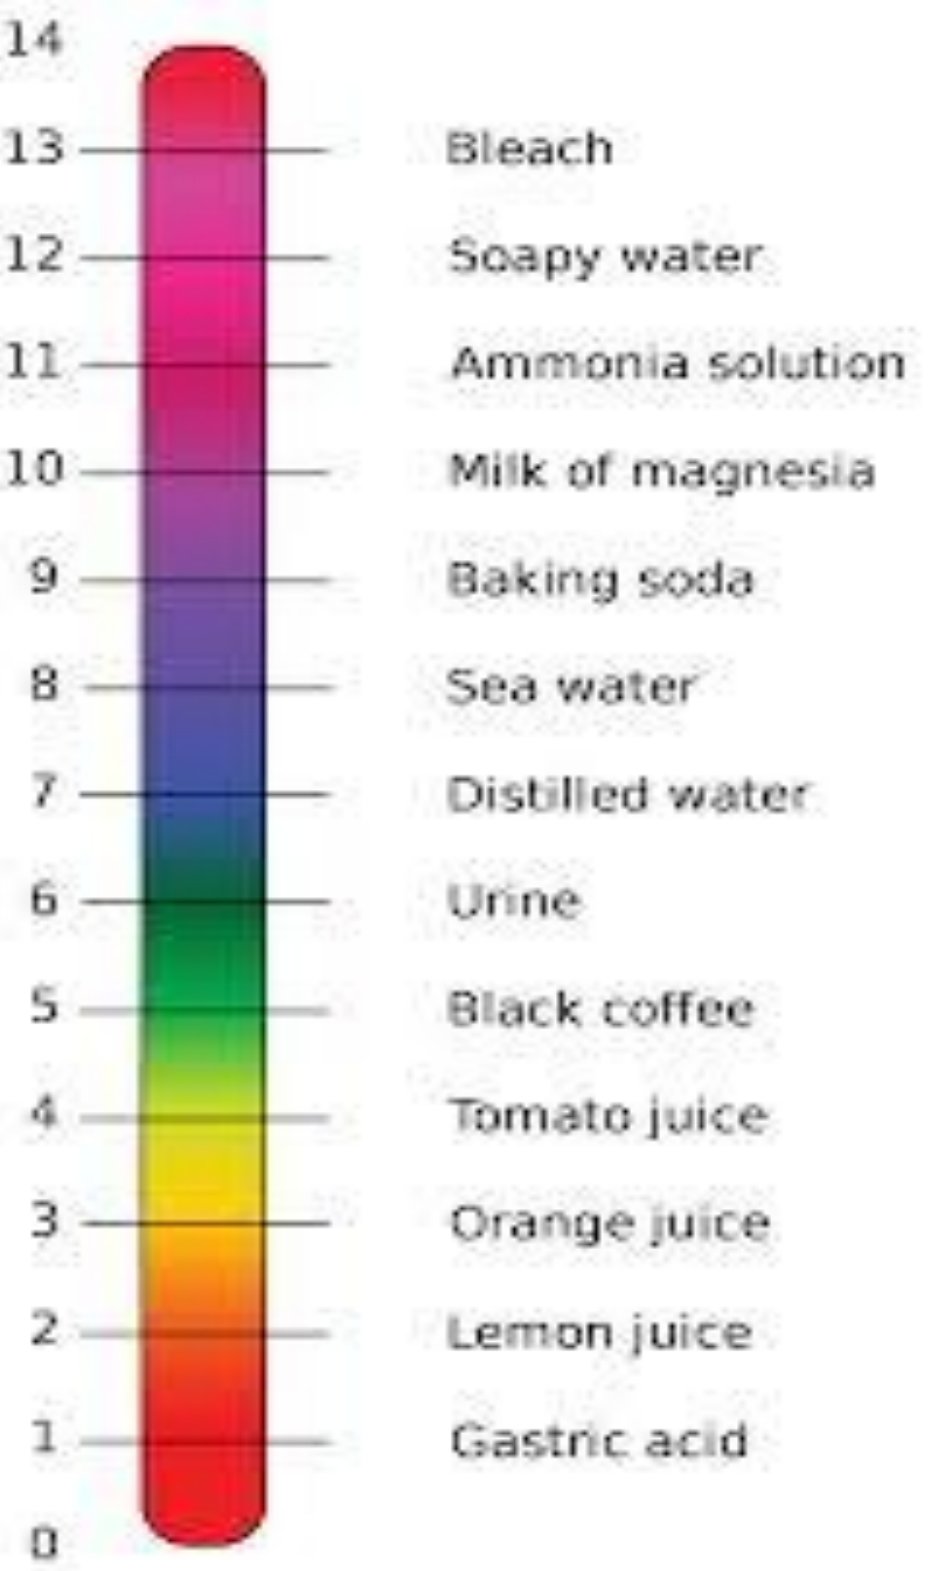 14
13 Bleach
12 Soapy water
11 Ammonia solution
10 Milk of magnesia
9 Baking soda
8 Sea water
7 Distilled water
6 Urine
5 Black coffee
4 Tomato juice
3 Orange juice
2 Lemon juice
1 Gastric acid
0